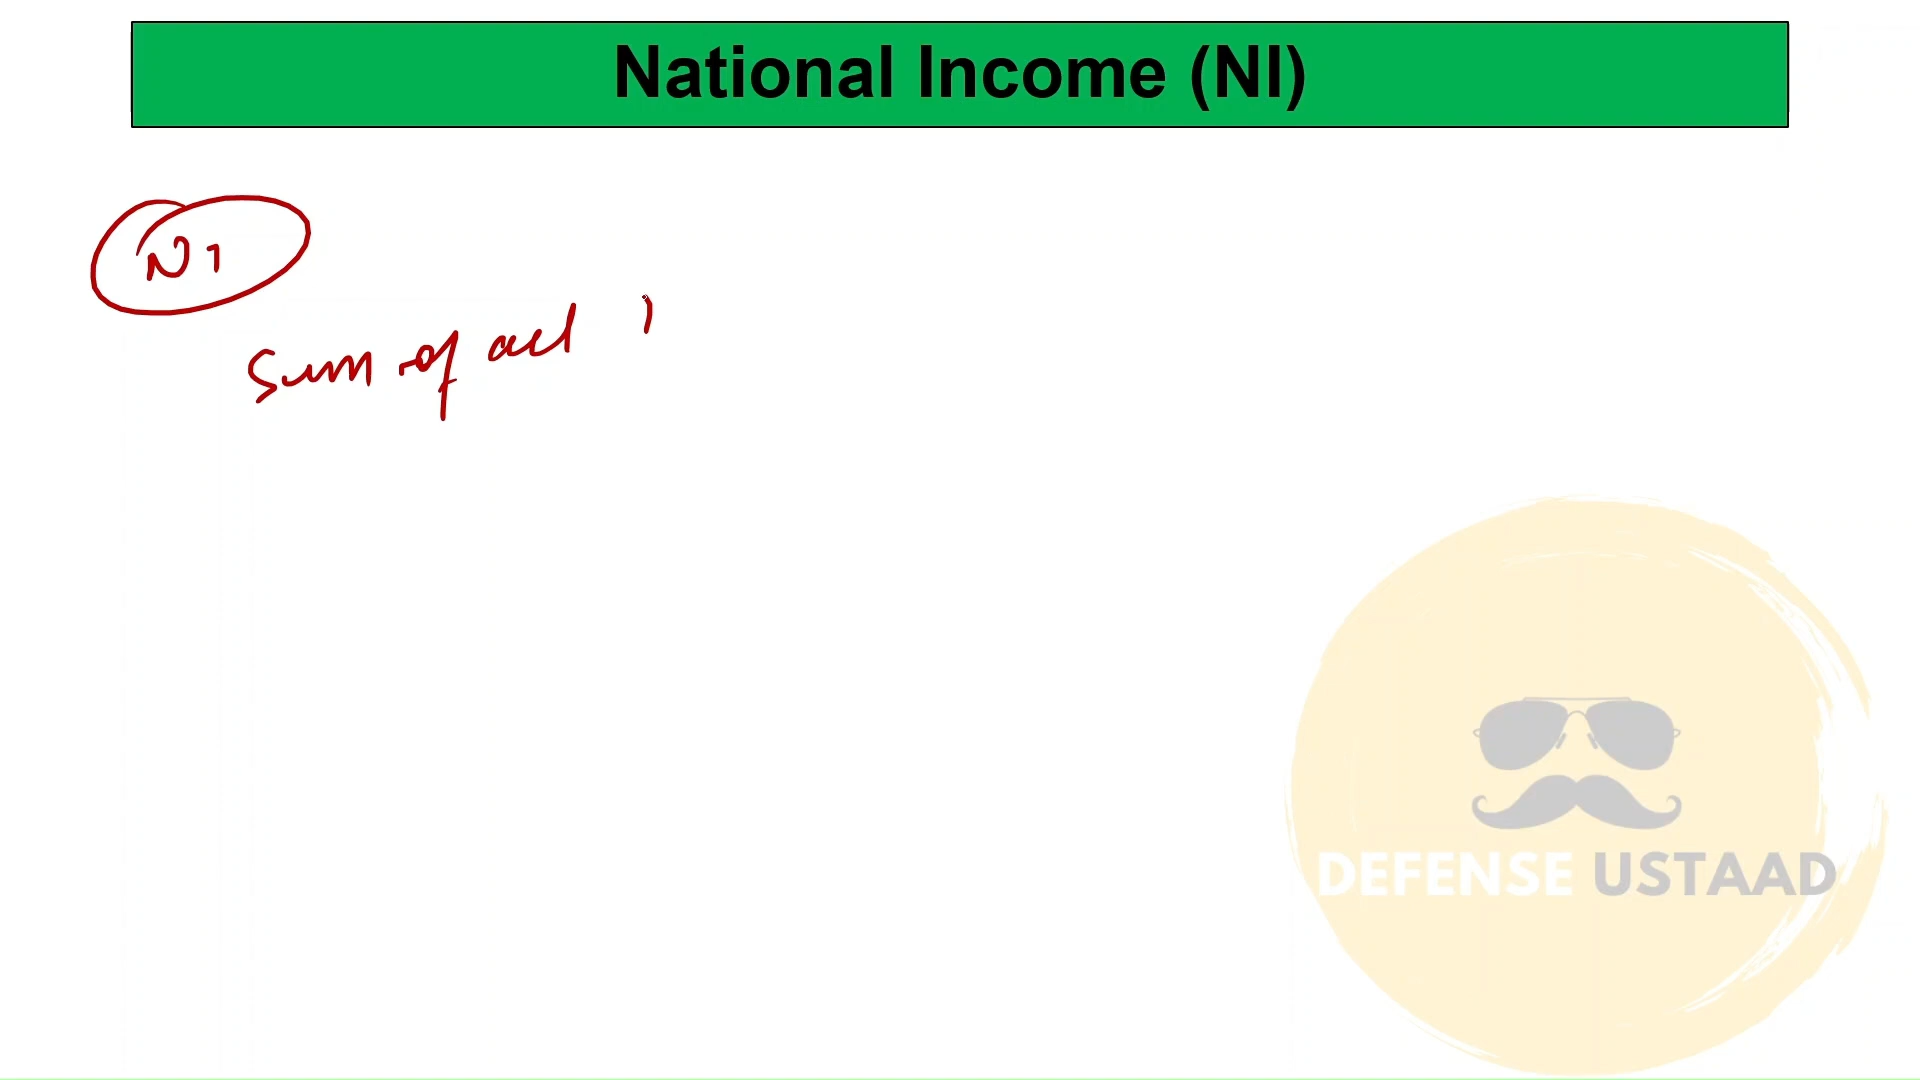 National Income (NI)
NI
Sum of all
DEFENSE USTAAD